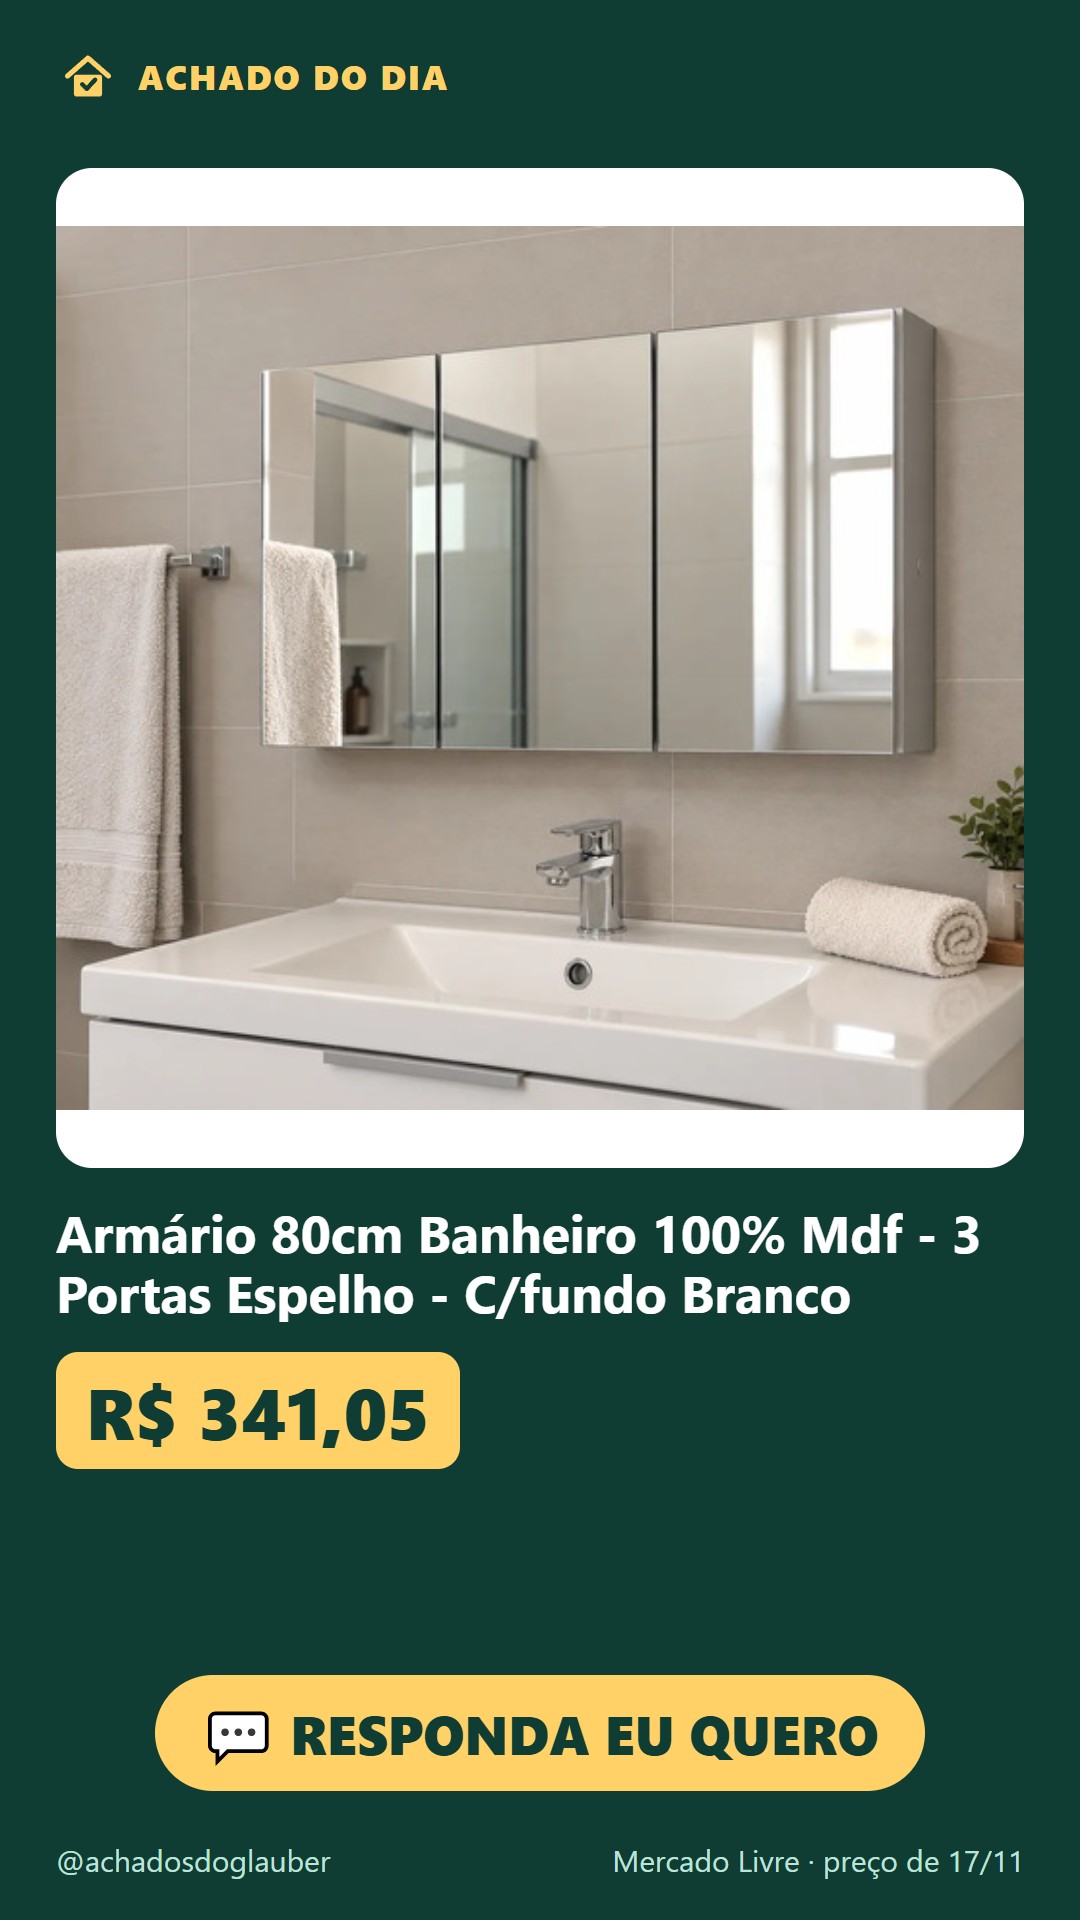 ACHADO DO DIA
Armário 80cm Banheiro 100% Mdf - 3
Portas Espelho - C/fundo Branco
R$ 341,05
RESPONDA EU QUERO
@achadosdoglauber
Mercado Livre · preço de 17/11